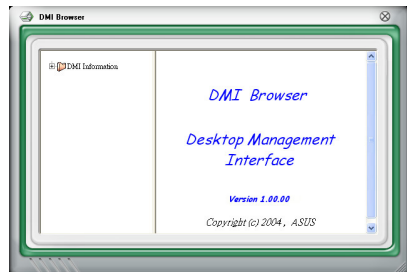 DMI Browser
DMI Information
DMI Browser
Desktop Management
Interface
Version 1.00.00
Copyright (c) 2004, ASUS